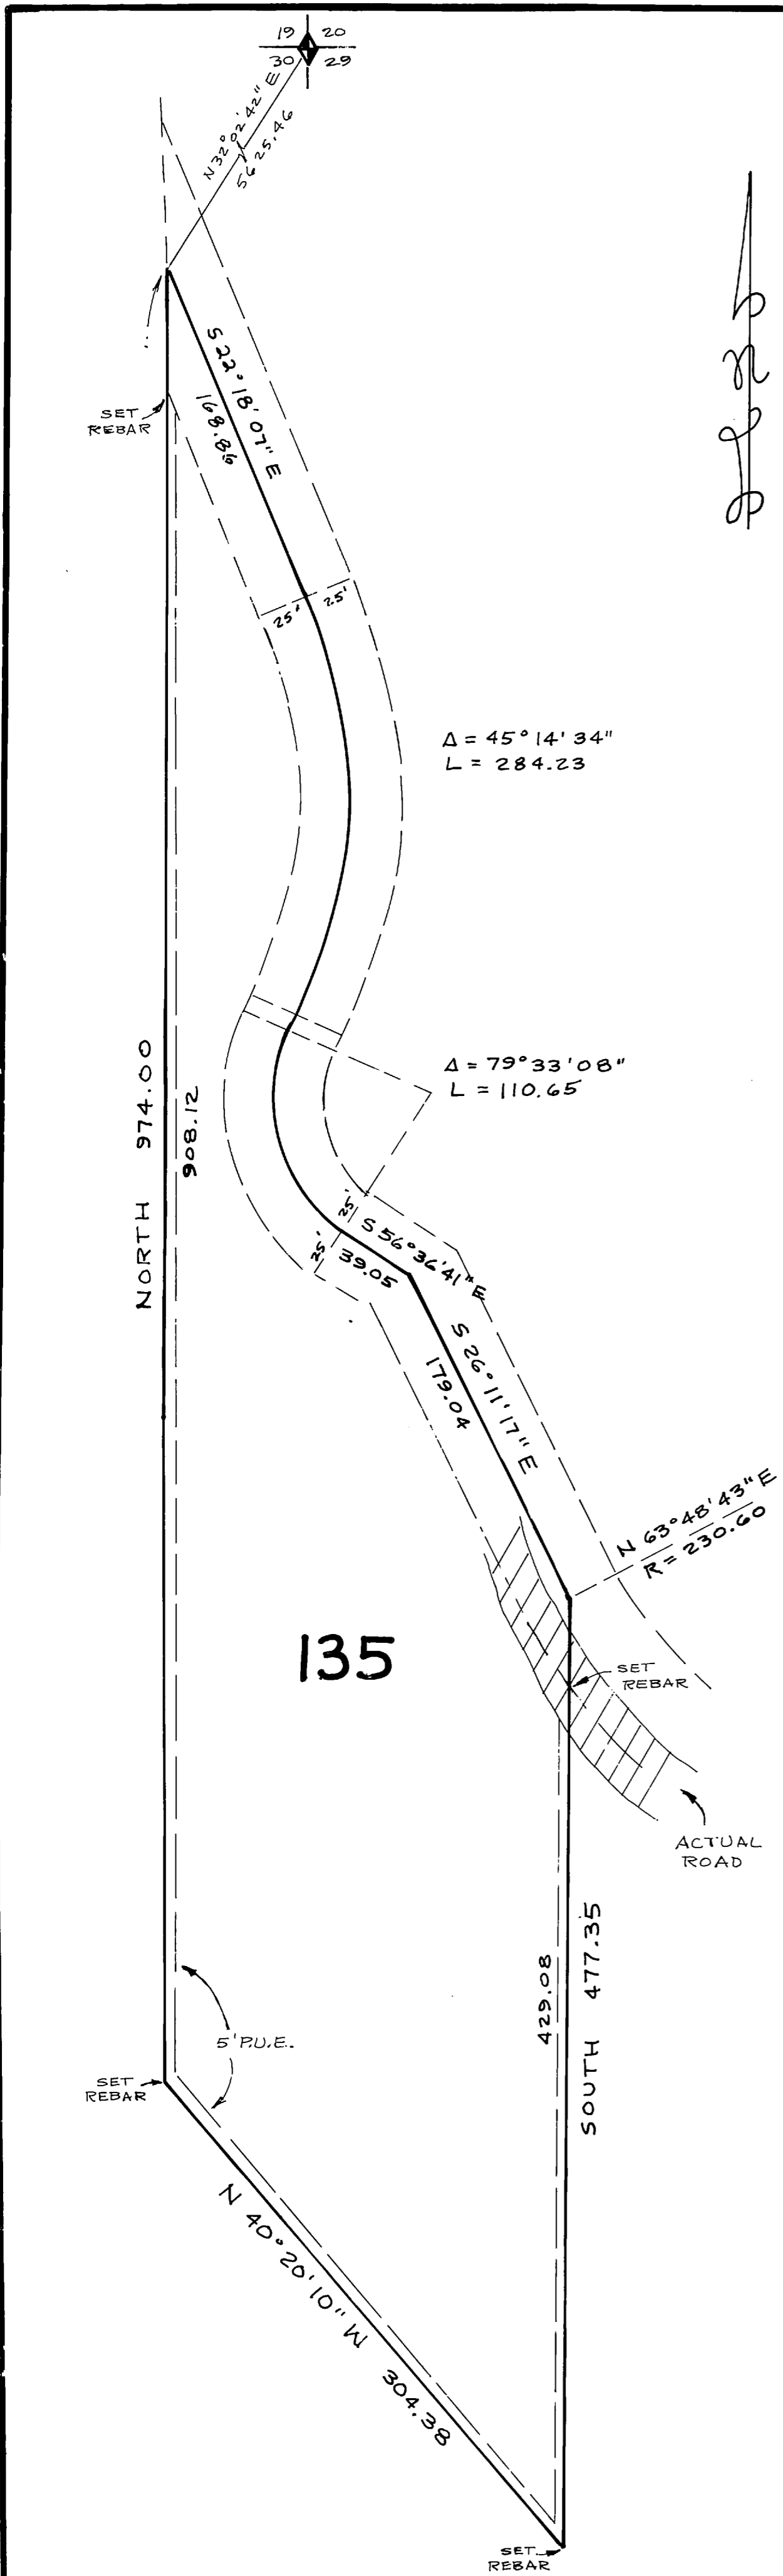 19 20
30 29
N 32° 02' 42" E
5625.46
S 22° 18' 07" E
168.86
SET
REBAR
25' 25'
Δ = 45° 14' 34"
L = 284.23
Δ = 79° 33' 08"
L = 110.65
NORTH 974.00
908.12
25'
25'
S 56° 36' 41" E
39.05
S 26° 11' 17" E
179.04
N 63° 48' 43" E
R = 230.60
135
SET
REBAR
ACTUAL
ROAD
429.08
SOUTH 477.35
5' P.U.E.
SET
REBAR
N 40° 20' 10" W 304.38
SET
REBAR